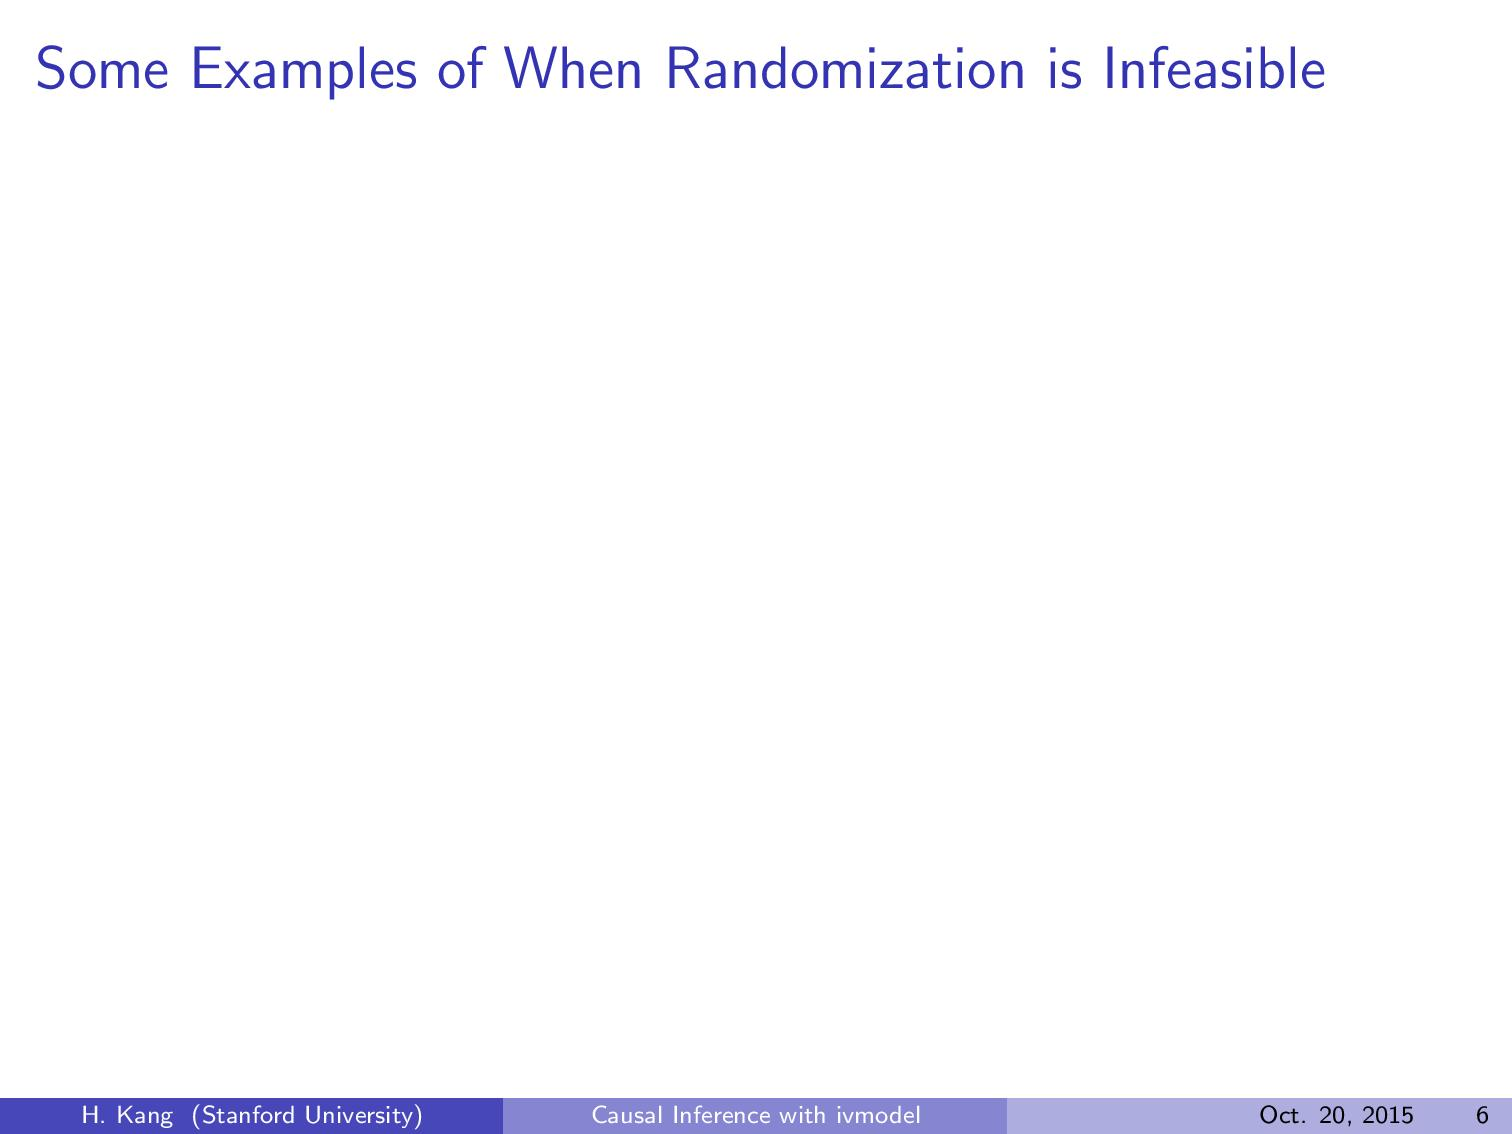 Some Examples of When Randomization is Infeasible
H. Kang (Stanford University) Causal Inference with ivmodel Oct. 20, 2015 6